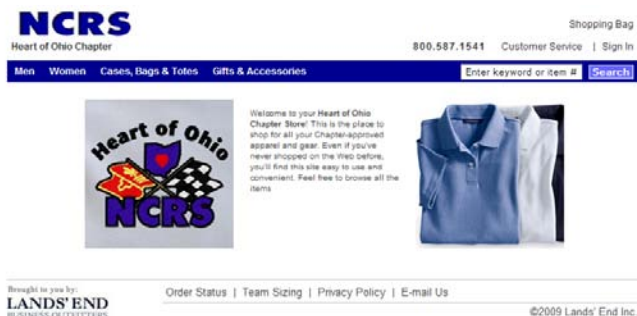 NCRS
Shopping Bag
Heart of Ohio Chapter
800.587.1541 Customer Service | Sign In
Men Women Cases, Bags & Totes Gifts & Accessories
Enter keyword or item # Search
Heart of Ohio
NCRS
Welcome to your Heart of Ohio
Chapter Store! This is the place to
shop for all your Chapter-approved
apparel and gear. Even if you've
never shopped on the Web before,
you'll find this site easy to use and
convenient. Feel free to browse all the
items
Brought to you by:
LANDS' END
BUSINESS OUTFITTERS
Order Status | Team Sizing | Privacy Policy | E-mail Us
©2009 Lands' End Inc.